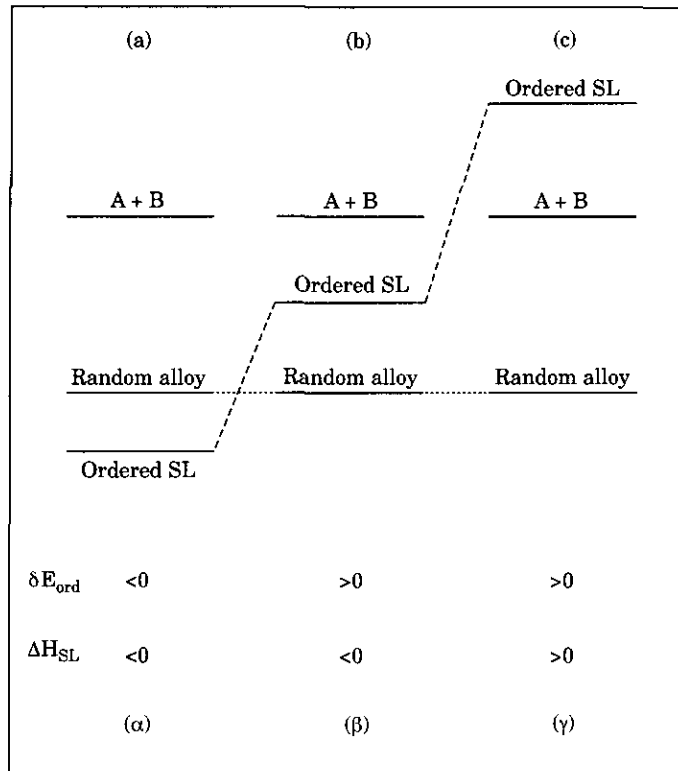 (a) (b) (c)
Ordered SL
A + B A + B A + B
Ordered SL
Random alloy Random alloy Random alloy
Ordered SL
δE_ord <0 >0 >0
ΔH_SL <0 <0 >0
(α) (β) (γ)